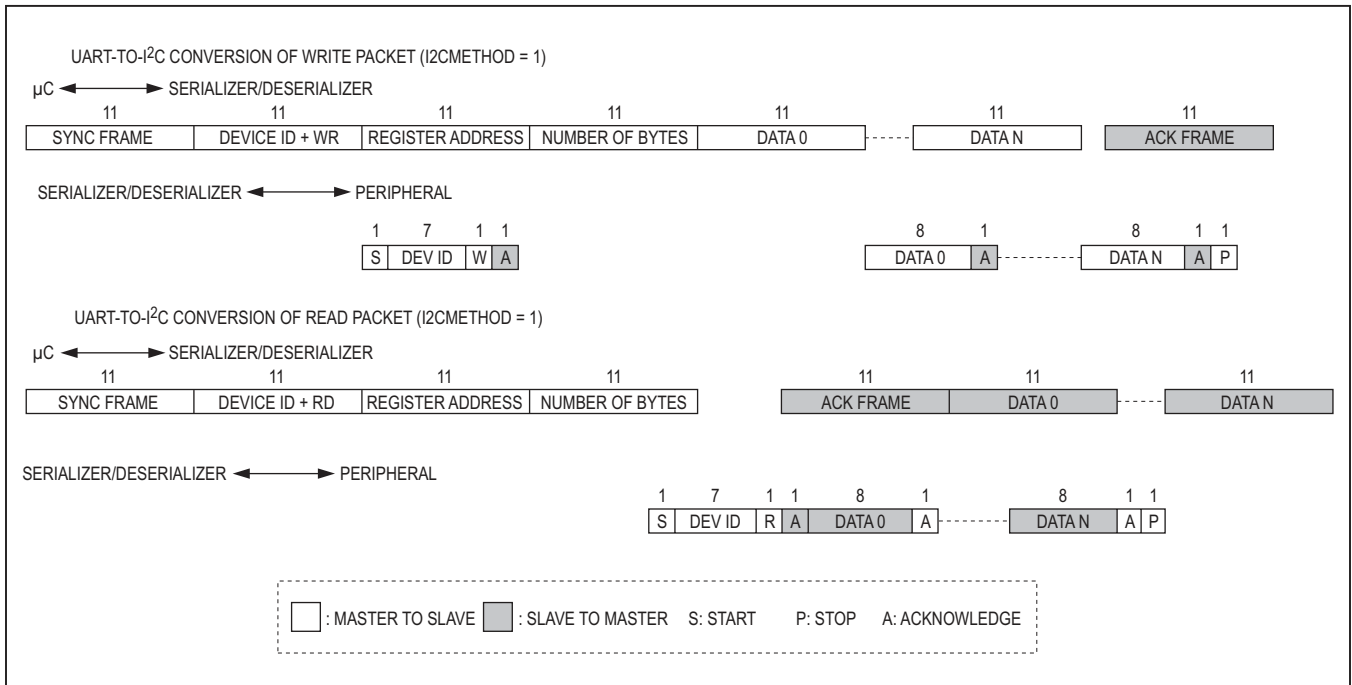 UART-TO-I2C CONVERSION OF WRITE PACKET (I2CMETHOD = 1)
µC SERIALIZER/DESERIALIZER
11 11 11 11 11 11 11
SYNC FRAME DEVICE ID + WR REGISTER ADDRESS NUMBER OF BYTES DATA 0 DATA N ACK FRAME
SERIALIZER/DESERIALIZER PERIPHERAL
1 7 1 1 8 1 8 1 1
S DEV ID W A DATA 0 A DATA N A P
UART-TO-I2C CONVERSION OF READ PACKET (I2CMETHOD = 1)
µC SERIALIZER/DESERIALIZER
11 11 11 11 11 11 11
SYNC FRAME DEVICE ID + RD REGISTER ADDRESS NUMBER OF BYTES ACK FRAME DATA 0 DATA N
SERIALIZER/DESERIALIZER PERIPHERAL
1 7 1 1 8 1 8 1 1
S DEV ID R A DATA 0 A DATA N A P
: MASTER TO SLAVE : SLAVE TO MASTER S: START P: STOP A: ACKNOWLEDGE